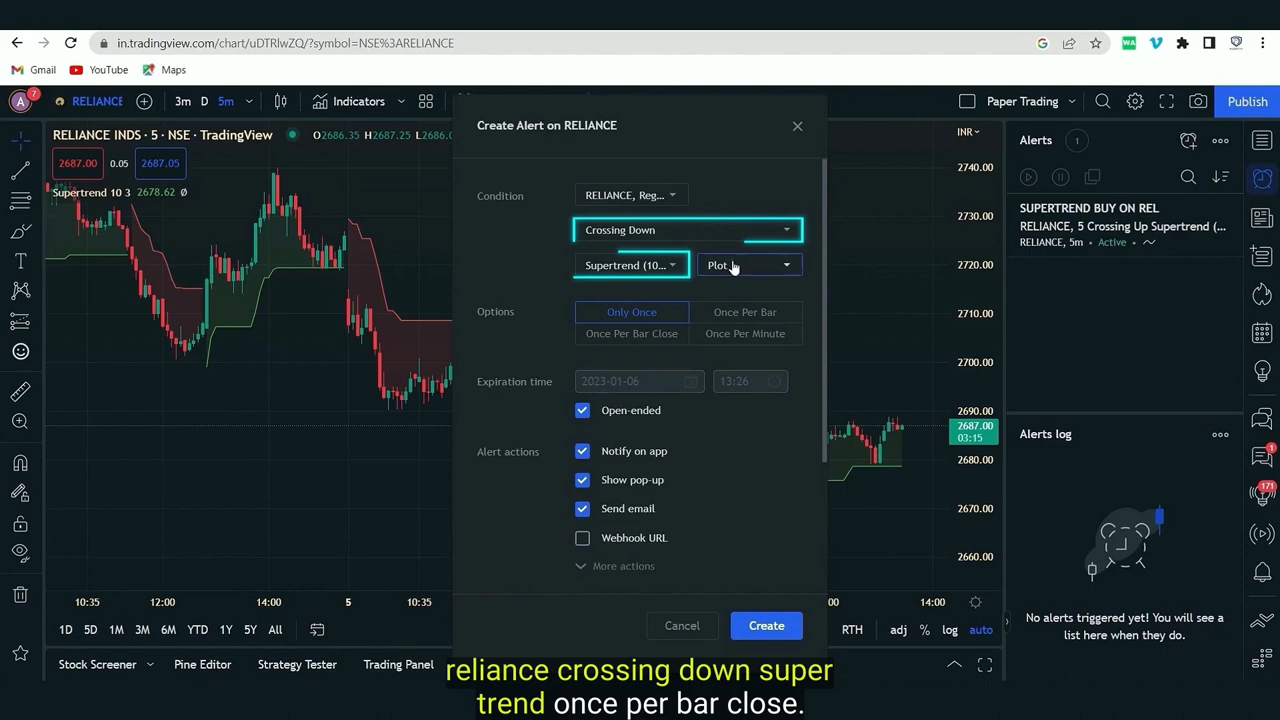 in.tradingview.com/chart/uDTRlwZQ/?symbol=NSE%3ARELIANCE
Gmail YouTube Maps
A 7 RELIANCE 3m D 5m Indicators Paper Trading Publish
Create Alert on RELIANCE
RELIANCE INDS · 5 · NSE · TradingView O2686.35 H2687.25 L2686.0
INR
Alerts 1
2687.00 0.05 2687.05
Supertrend 10 3 2678.62 Ø
2740.00
2730.00
2720.00
2710.00
2700.00
2690.00
2687.00
03:15
2680.00
2670.00
2660.00
Condition RELIANCE, Reg...
Crossing Down
Supertrend (10... Plot
Options Only Once Once Per Bar
Once Per Bar Close Once Per Minute
Expiration time 2023-01-06 13:26
Open-ended
Alert actions Notify on app
Show pop-up
Send email
Webhook URL
More actions
Cancel Create
SUPERTREND BUY ON REL
RELIANCE, 5 Crossing Up Supertrend (...
RELIANCE, 5m • Active
Alerts log
No alerts triggered yet! You will see a
list here when they do.
171
10:35 12:00 14:00 5 10:35 :00 14:00
1D 5D 1M 3M 6M YTD 1Y 5Y All RTH adj % log auto
Stock Screener Pine Editor Strategy Tester Trading Panel
reliance crossing down super
trend once per bar close.